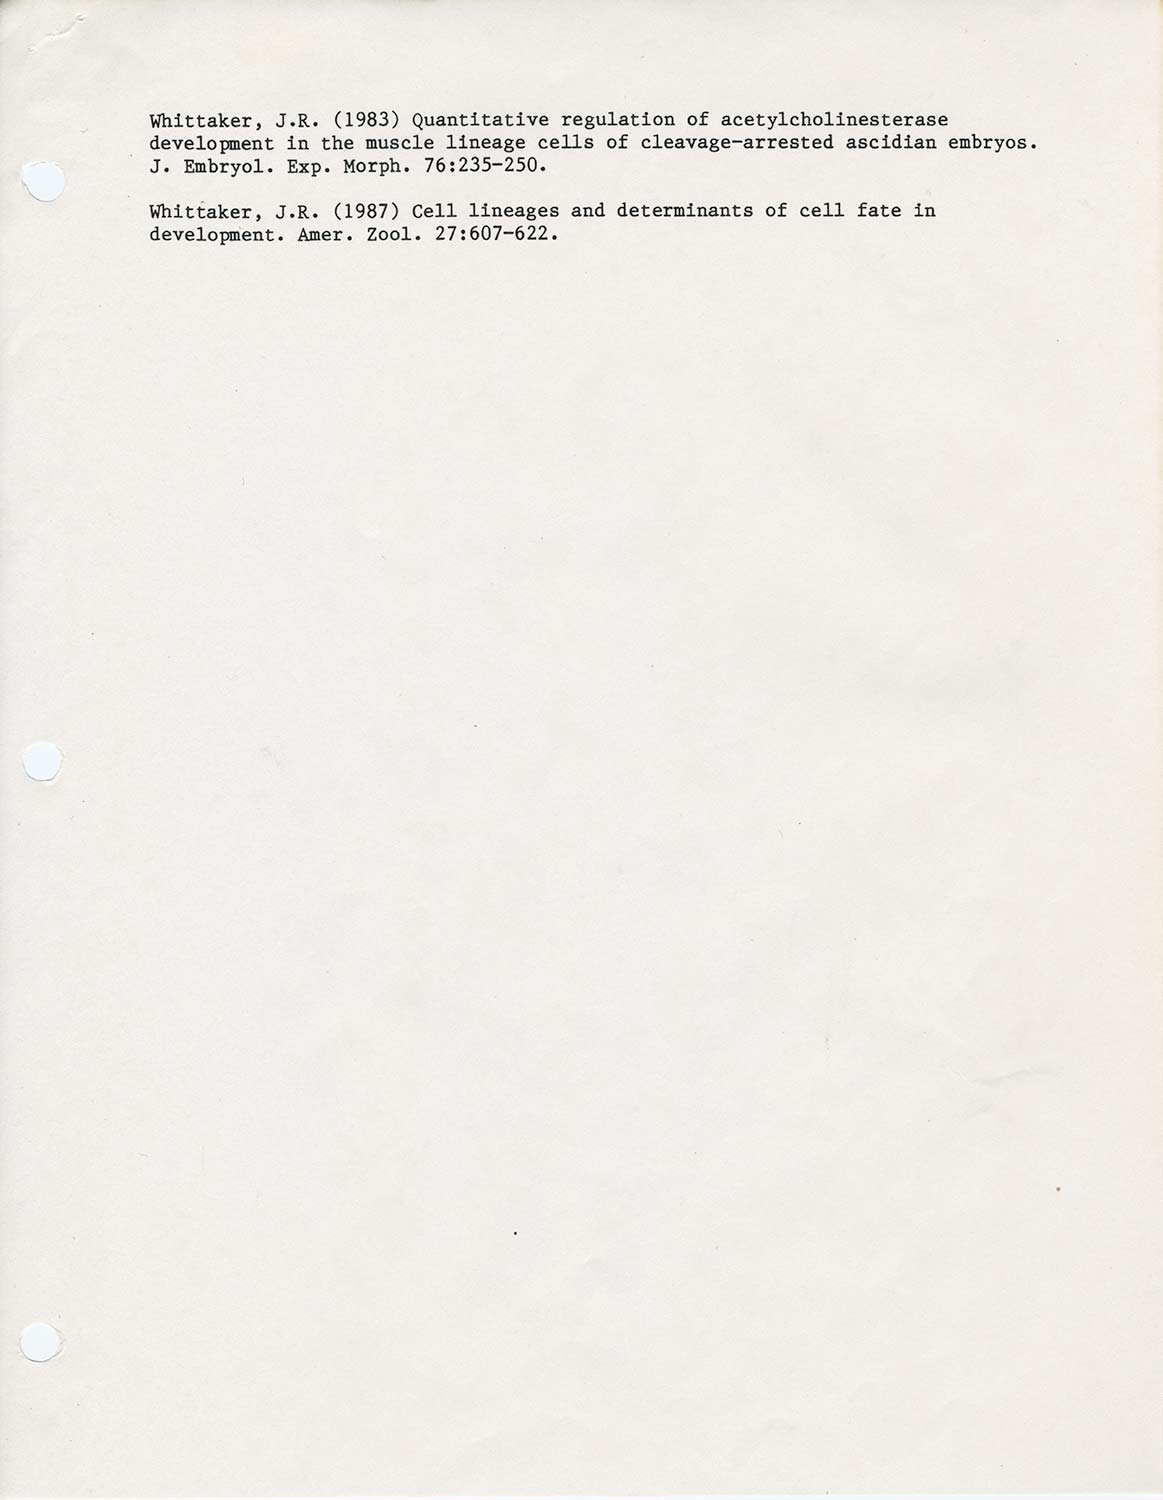 Whittaker, J.R. (1983) Quantitative regulation of acetylcholinesterase
development in the muscle lineage cells of cleavage-arrested ascidian embryos.
J. Embryol. Exp. Morph. 76:235-250.
Whittaker, J.R. (1987) Cell lineages and determinants of cell fate in
development. Amer. Zool. 27:607-622.